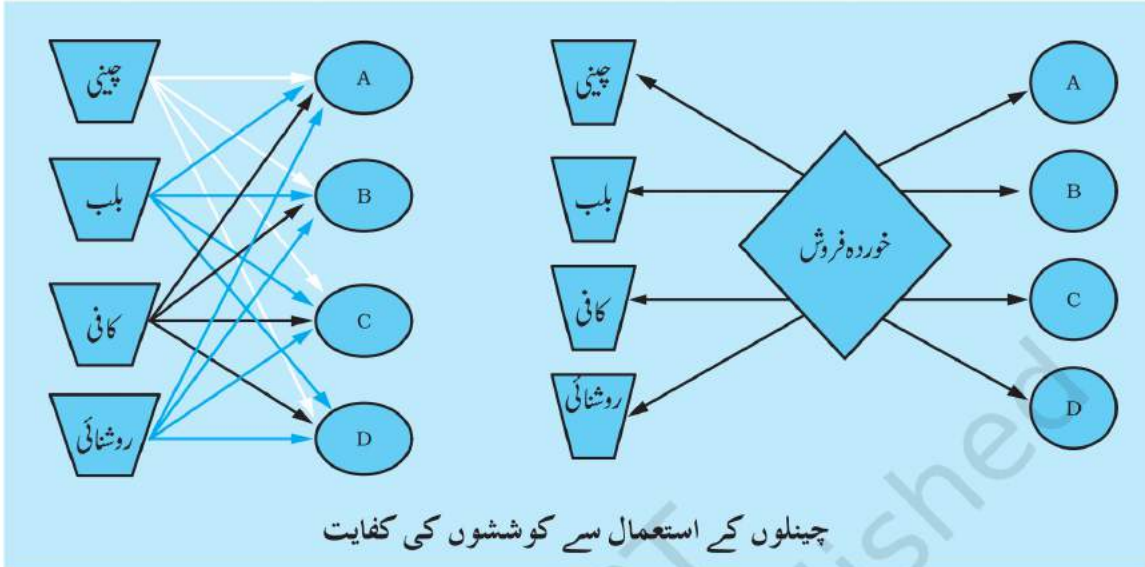 چینی
A
بلب
B
کافی
C
روشنائی
D
چینی
A
بلب
B
خوردہ فروش
کافی
C
روشنائی
D
چینلوں کے استعمال سے کوششوں کی کفایت